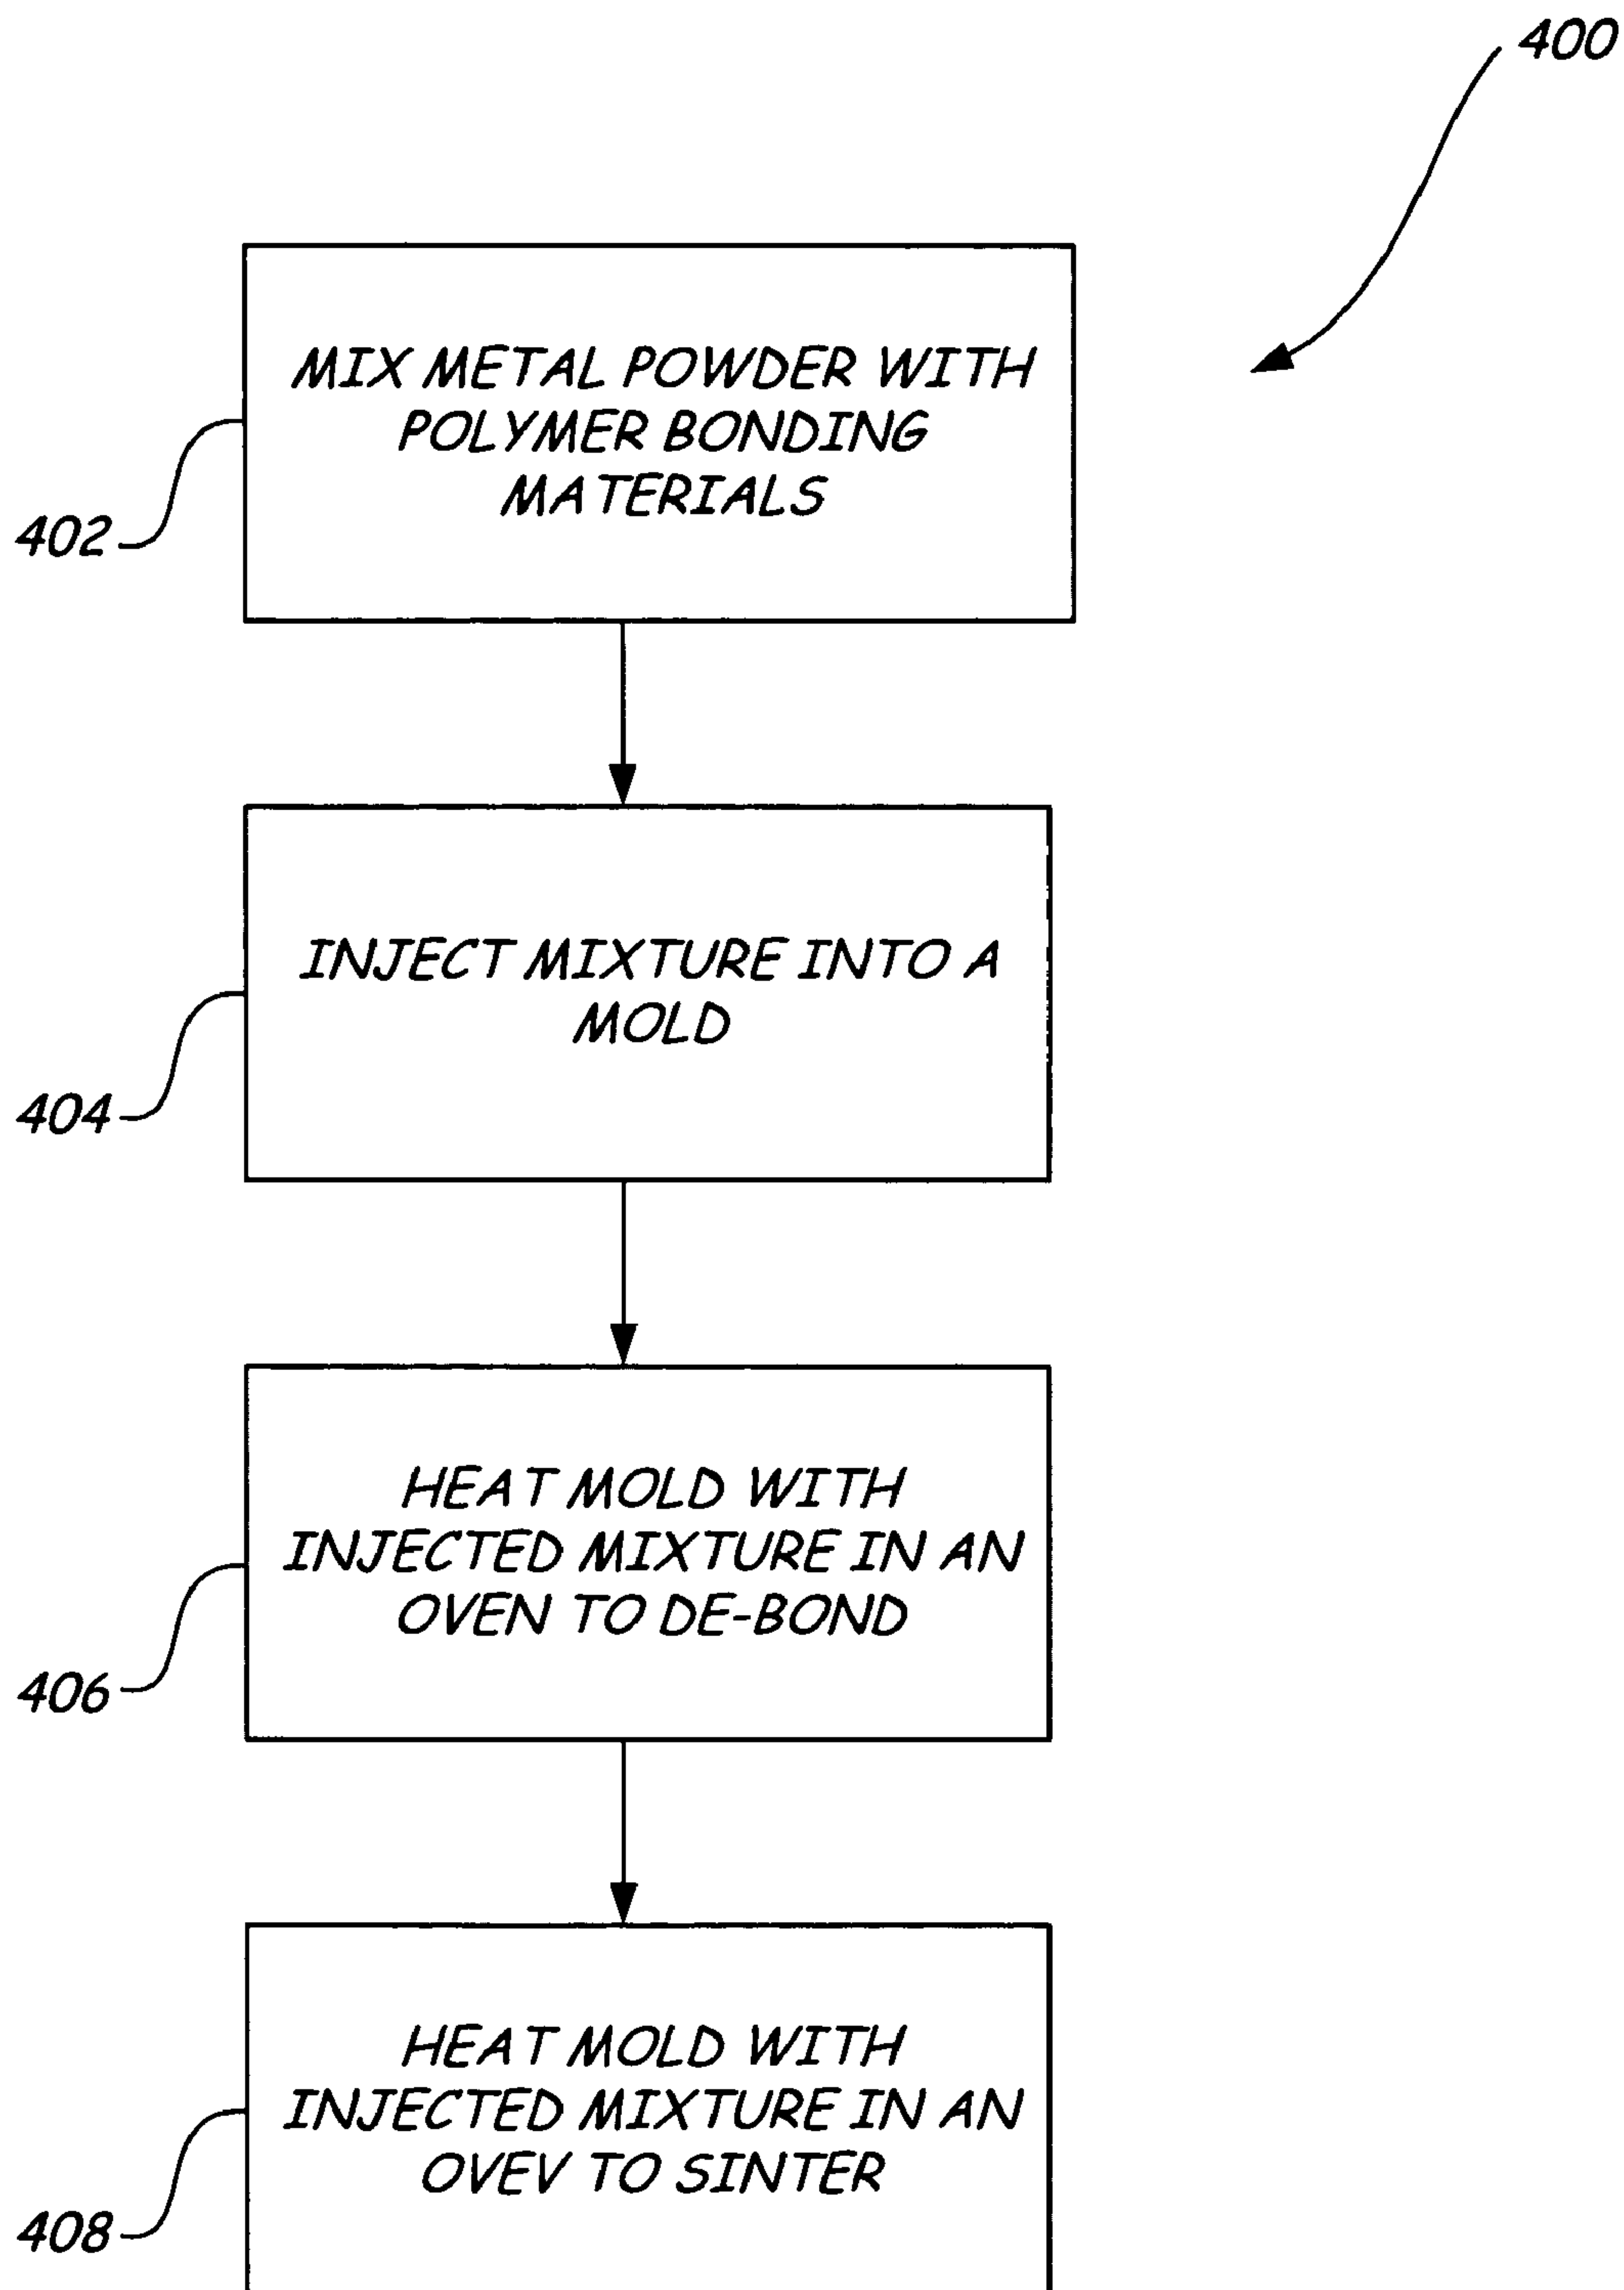 400
MIX METAL POWDER WITH
POLYMER BONDING
MATERIALS
402
INJECT MIXTURE INTO A
MOLD
404
HEAT MOLD WITH
INJECTED MIXTURE IN AN
OVEN TO DE-BOND
406
HEAT MOLD WITH
INJECTED MIXTURE IN AN
OVEV TO SINTER
408